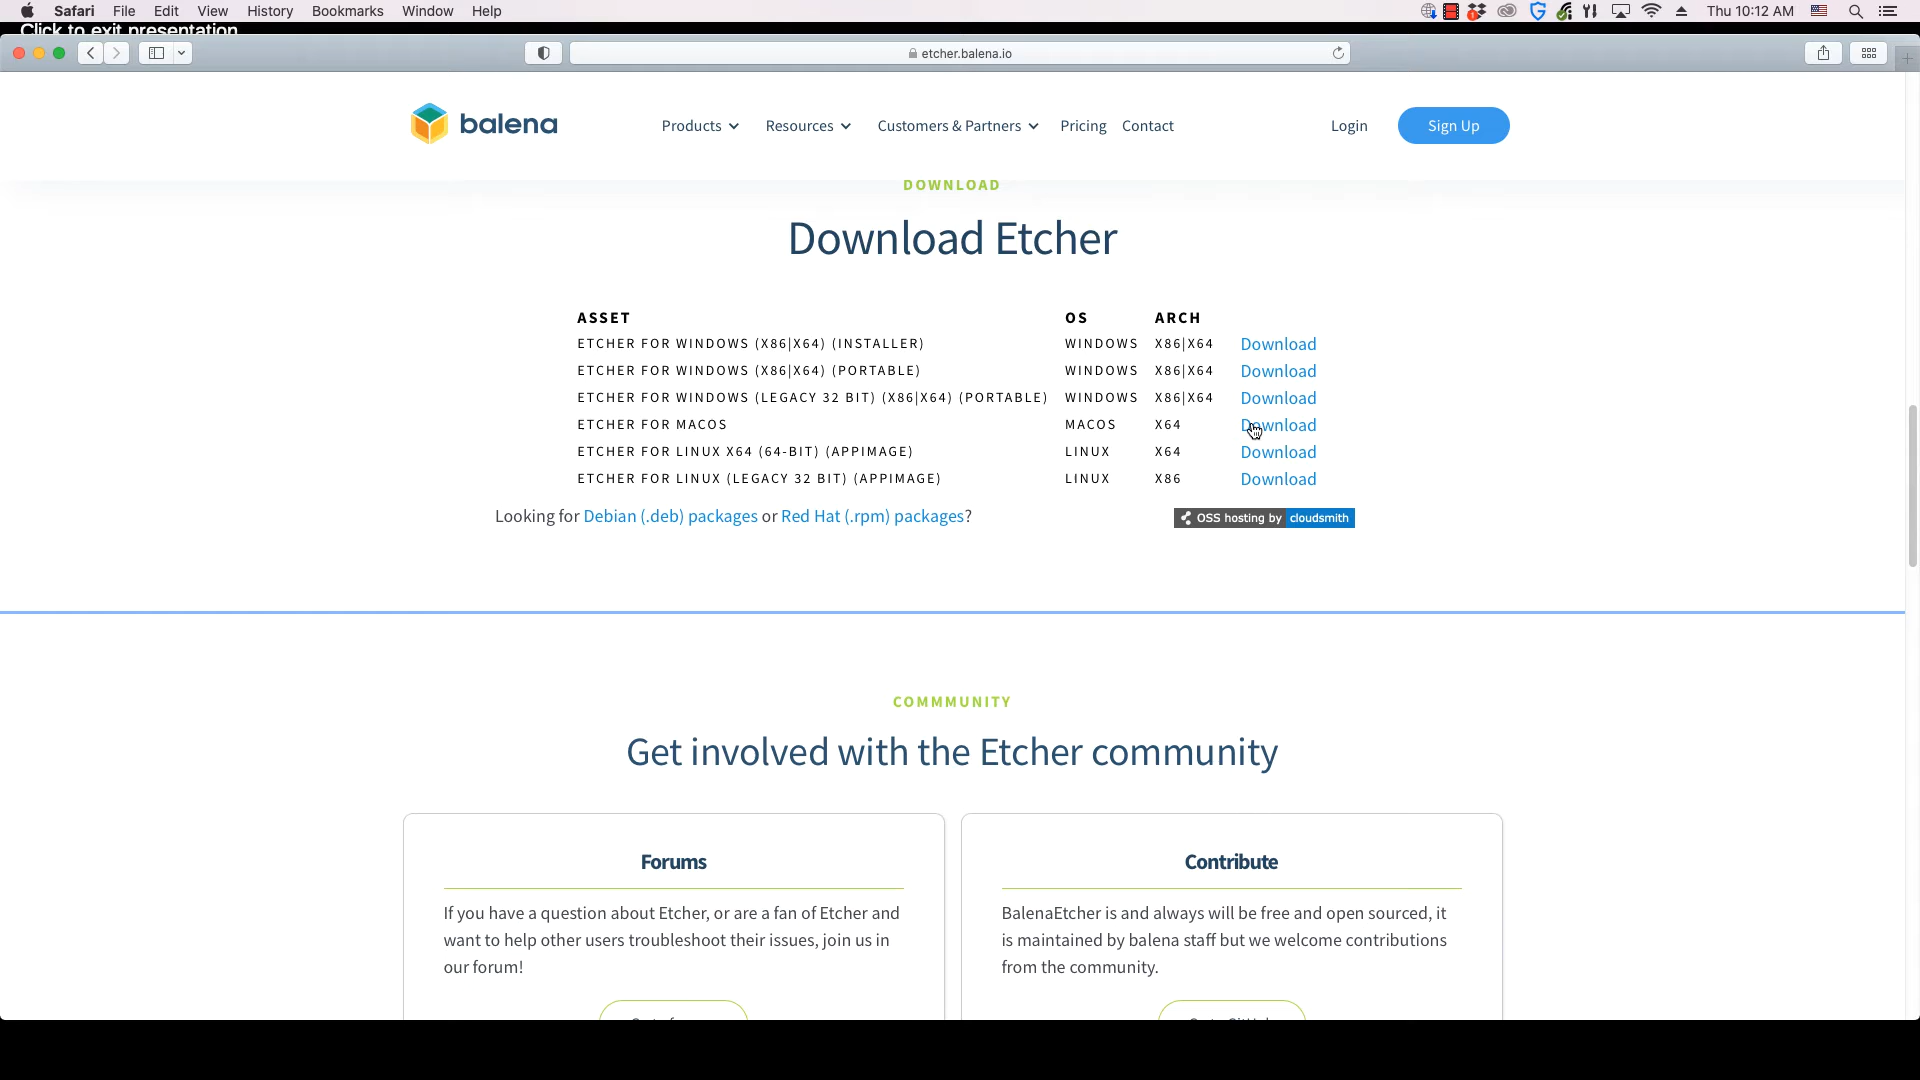 Safari File Edit View History Bookmarks Window Help Thu 10:12 AM
Click to exit presentation
etcher.balena.io
balena Products Resources Customers & Partners Pricing Contact Login Sign Up
DOWNLOAD
Download Etcher
ASSET OS ARCH
ETCHER FOR WINDOWS (X86|X64) (INSTALLER) WINDOWS X86|X64 Download
ETCHER FOR WINDOWS (X86|X64) (PORTABLE) WINDOWS X86|X64 Download
ETCHER FOR WINDOWS (LEGACY 32 BIT) (X86|X64) (PORTABLE) WINDOWS X86|X64 Download
ETCHER FOR MACOS MACOS X64 Download
ETCHER FOR LINUX X64 (64-BIT) (APPIMAGE) LINUX X64 Download
ETCHER FOR LINUX (LEGACY 32 BIT) (APPIMAGE) LINUX X86 Download
Looking for Debian (.deb) packages or Red Hat (.rpm) packages? OSS hosting by cloudsmith
COMMMUNITY
Get involved with the Etcher community
Forums
If you have a question about Etcher, or are a fan of Etcher and
want to help other users troubleshoot their issues, join us in
our forum!
Contribute
BalenaEtcher is and always will be free and open sourced, it
is maintained by balena staff but we welcome contributions
from the community.